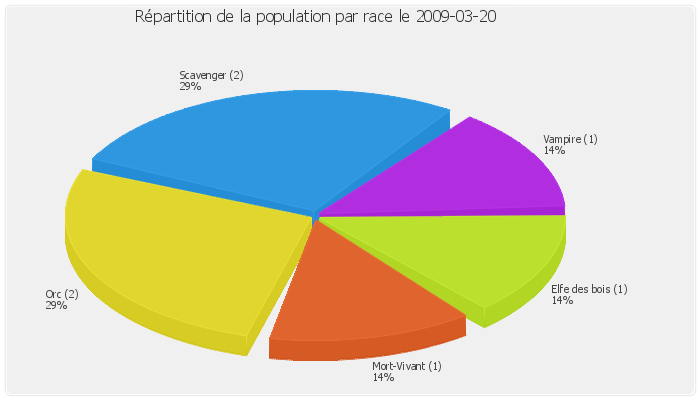 Répartition de la population par race le 2009-03-20
Scavenger (2)
29%
Vampire (1)
14%
Elfe des bois (1)
14%
Mort-Vivant (1)
14%
Orc (2)
29%